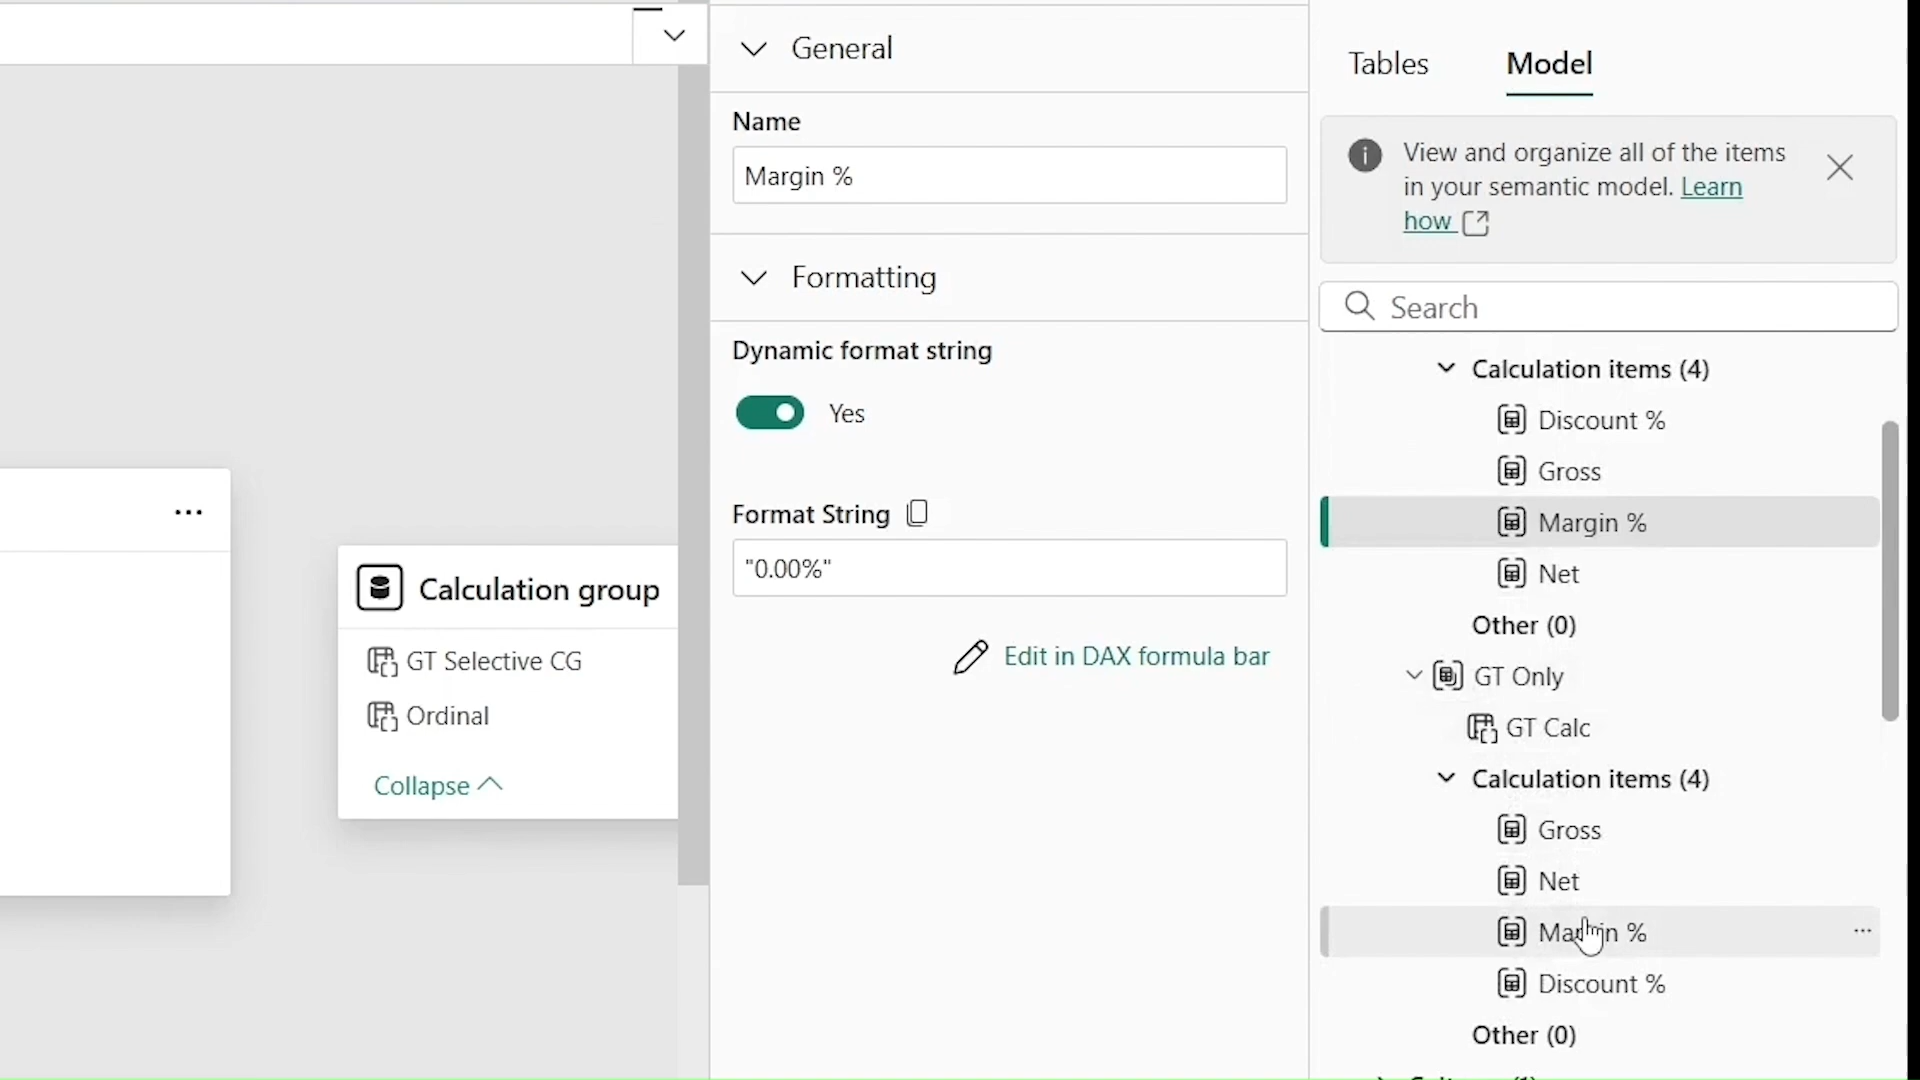 General
Name
Margin %
Formatting
Dynamic format string
Yes
Format String
"0.00%"
Edit in DAX formula bar
Calculation group
GT Selective CG
Ordinal
Collapse
Tables
Model
View and organize all of the items
in your semantic model. Learn
how
Search
Calculation items (4)
Discount %
Gross
Margin %
Net
Other (0)
GT Only
GT Calc
Calculation items (4)
Gross
Net
Margin %
Discount %
Other (0)